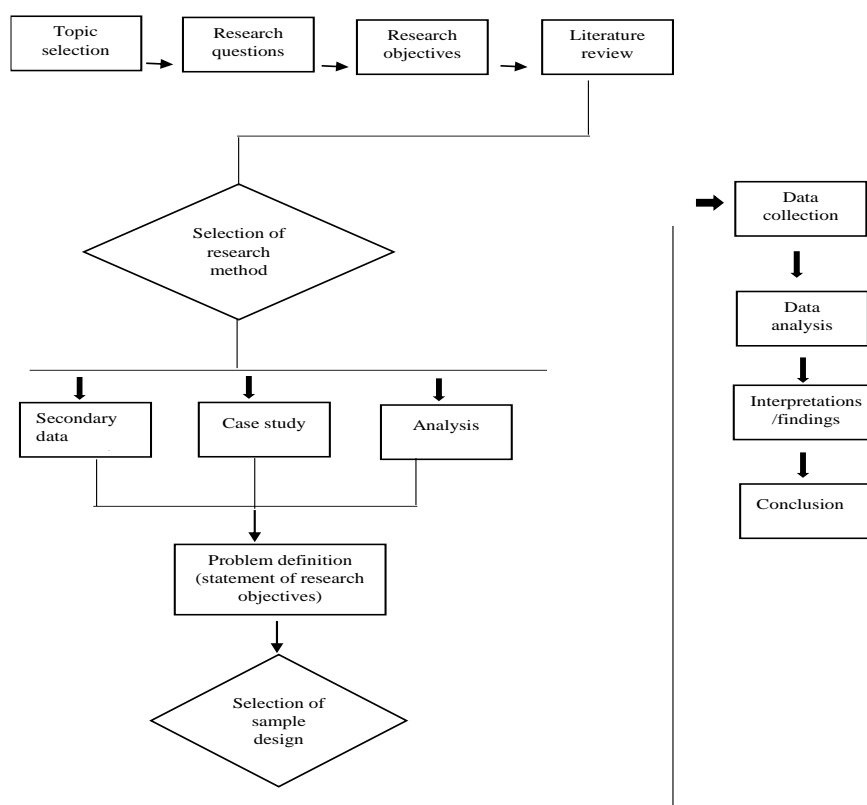 Topic
selection
Research
questions
Research
objectives
Literature
review
Selection of
research
method
Secondary
data
Case study
Analysis
Problem definition
(statement of research
objectives)
Selection of
sample
design
Data
collection
Data
analysis
Interpretations
/findings
Conclusion